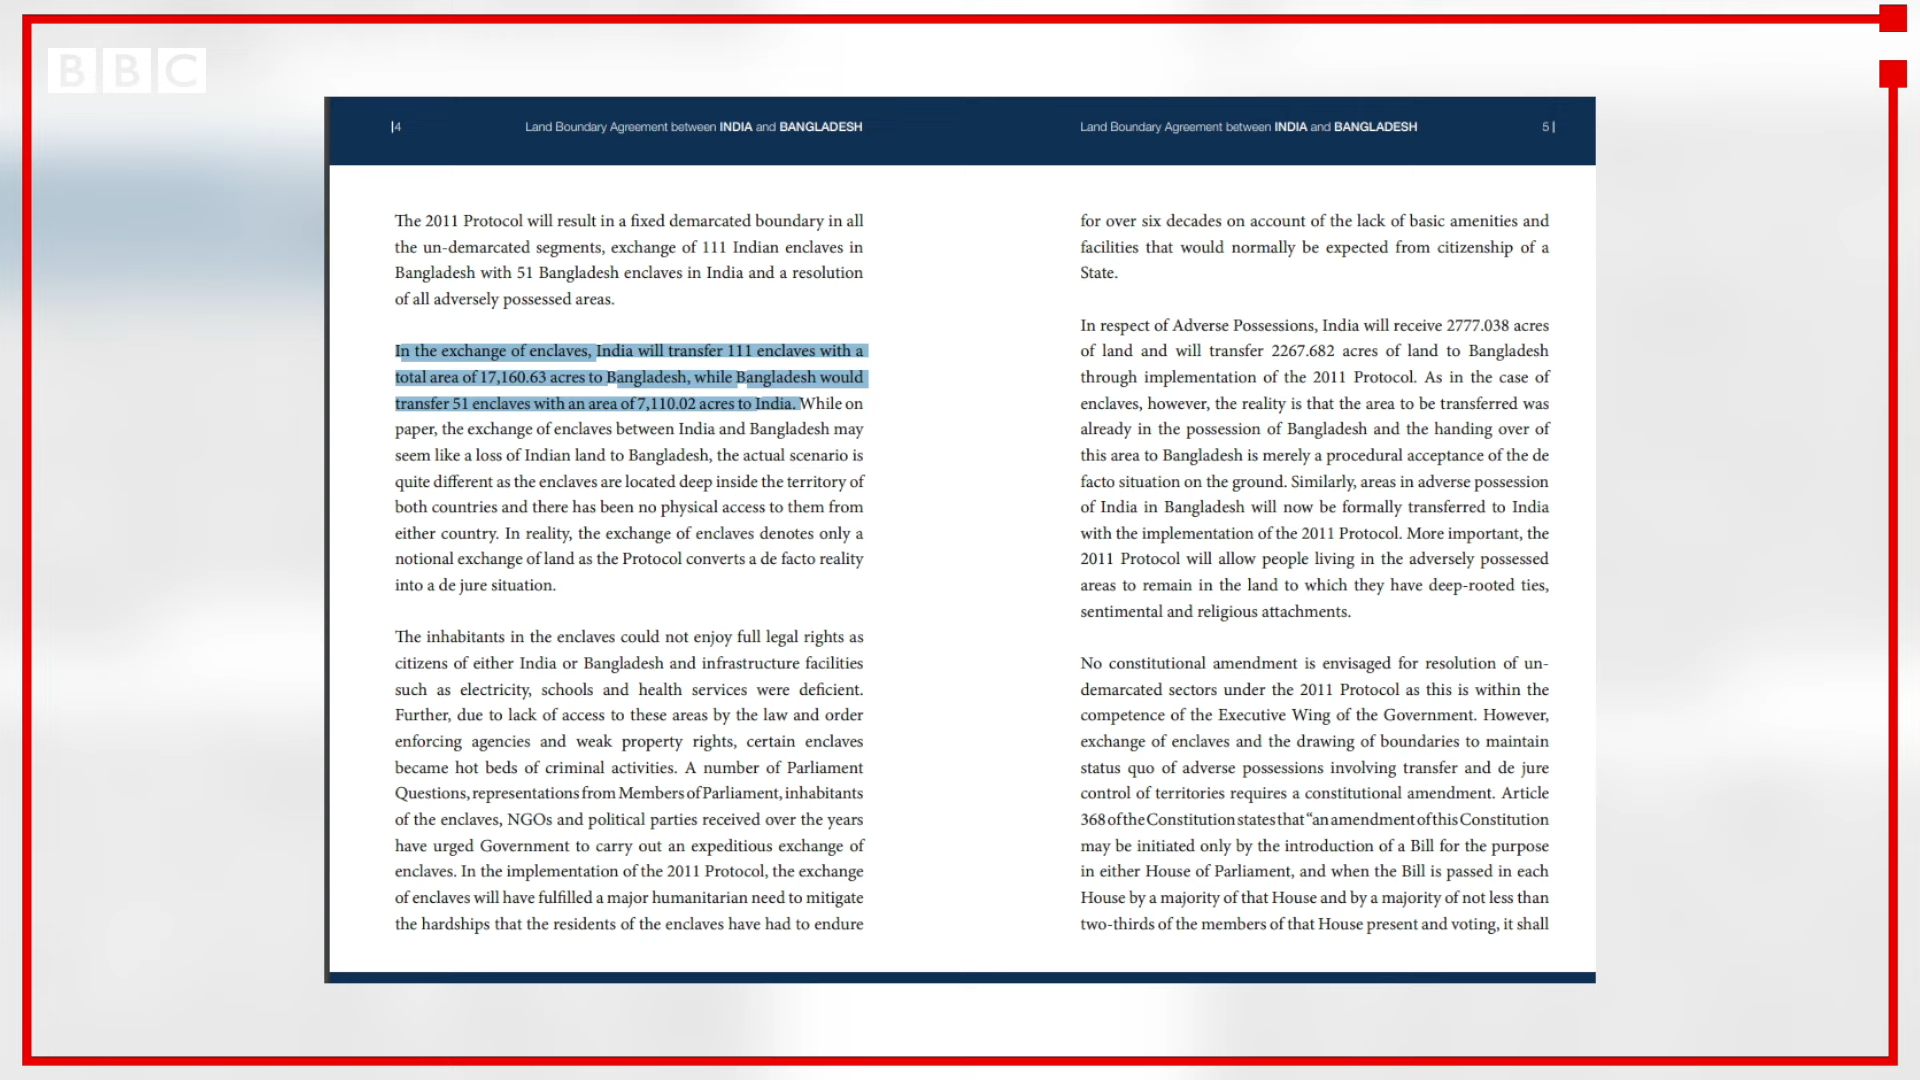 BBC
|4
Land Boundary Agreement between INDIA and BANGLADESH
The 2011 Protocol will result in a fixed demarcated boundary in all
the un-demarcated segments, exchange of 111 Indian enclaves in
Bangladesh with 51 Bangladesh enclaves in India and a resolution
of all adversely possessed areas.
In the exchange of enclaves, India will transfer 111 enclaves with a
total area of 17,160.63 acres to Bangladesh, while Bangladesh would
transfer 51 enclaves with an area of 7,110.02 acres to India. While on
paper, the exchange of enclaves between India and Bangladesh may
seem like a loss of Indian land to Bangladesh, the actual scenario is
quite different as the enclaves are located deep inside the territory of
both countries and there has been no physical access to them from
either country. In reality, the exchange of enclaves denotes only a
notional exchange of land as the Protocol converts a de facto reality
into a de jure situation.
The inhabitants in the enclaves could not enjoy full legal rights as
citizens of either India or Bangladesh and infrastructure facilities
such as electricity, schools and health services were deficient.
Further, due to lack of access to these areas by the law and order
enforcing agencies and weak property rights, certain enclaves
became hot beds of criminal activities. A number of Parliament
Questions, representations from Members of Parliament, inhabitants
of the enclaves, NGOs and political parties received over the years
have urged Government to carry out an expeditious exchange of
enclaves. In the implementation of the 2011 Protocol, the exchange
of enclaves will have fulfilled a major humanitarian need to mitigate
the hardships that the residents of the enclaves have had to endure
Land Boundary Agreement between INDIA and BANGLADESH
5|
for over six decades on account of the lack of basic amenities and
facilities that would normally be expected from citizenship of a
State.
In respect of Adverse Possessions, India will receive 2777.038 acres
of land and will transfer 2267.682 acres of land to Bangladesh
through implementation of the 2011 Protocol. As in the case of
enclaves, however, the reality is that the area to be transferred was
already in the possession of Bangladesh and the handing over of
this area to Bangladesh is merely a procedural acceptance of the de
facto situation on the ground. Similarly, areas in adverse possession
of India in Bangladesh will now be formally transferred to India
with the implementation of the 2011 Protocol. More important, the
2011 Protocol will allow people living in the adversely possessed
areas to remain in the land to which they have deep-rooted ties,
sentimental and religious attachments.
No constitutional amendment is envisaged for resolution of un-
demarcated sectors under the 2011 Protocol as this is within the
competence of the Executive Wing of the Government. However,
exchange of enclaves and the drawing of boundaries to maintain
status quo of adverse possessions involving transfer and de jure
control of territories requires a constitutional amendment. Article
368 of the Constitution states that “an amendment of this Constitution
may be initiated only by the introduction of a Bill for the purpose
in either House of Parliament, and when the Bill is passed in each
House by a majority of that House and by a majority of not less than
two-thirds of the members of that House present and voting, it shall